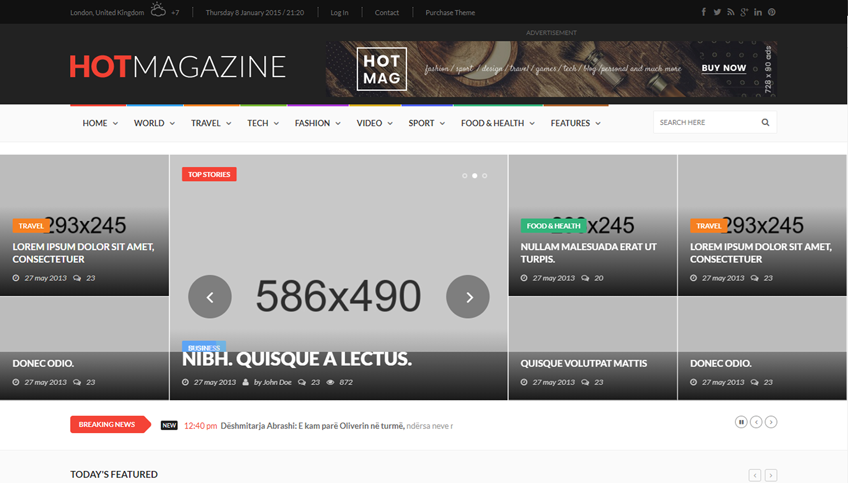 London, United Kingdom +7 Thursday 8 January 2015 / 21:20 Log In Contact Purchase Theme
ADVERTISEMENT
HOTMAGAZINE
HOT
MAG
fashion / sport / design / travel / games / tech / blog /personal and much more
BUY NOW
728 x 90 ads
HOME WORLD TRAVEL TECH FASHION VIDEO SPORT FOOD & HEALTH FEATURES SEARCH HERE
293x245
TRAVEL
LOREM IPSUM DOLOR SIT AMET,
CONSECTETUER
27 may 2013 23
DONEC ODIO.
27 may 2013 23
TOP STORIES
586x490
BUSINESS
NIBH. QUISQUE A LECTUS.
27 may 2013 by John Doe 23 872
FOOD & HEALTH
x245
NULLAM MALESUADA ERAT UT
TURPIS.
27 may 2013 20
QUISQUE VOLUTPAT MATTIS
27 may 2013 23
293x245
TRAVEL
LOREM IPSUM DOLOR SIT AMET,
CONSECTETUER
27 may 2013 23
DONEC ODIO.
27 may 2013 23
BREAKING NEWS NEW 12:40 pm Dëshmitarja Abrashi: E kam parë Oliverin në turmë, ndërsa neve r
TODAY'S FEATURED